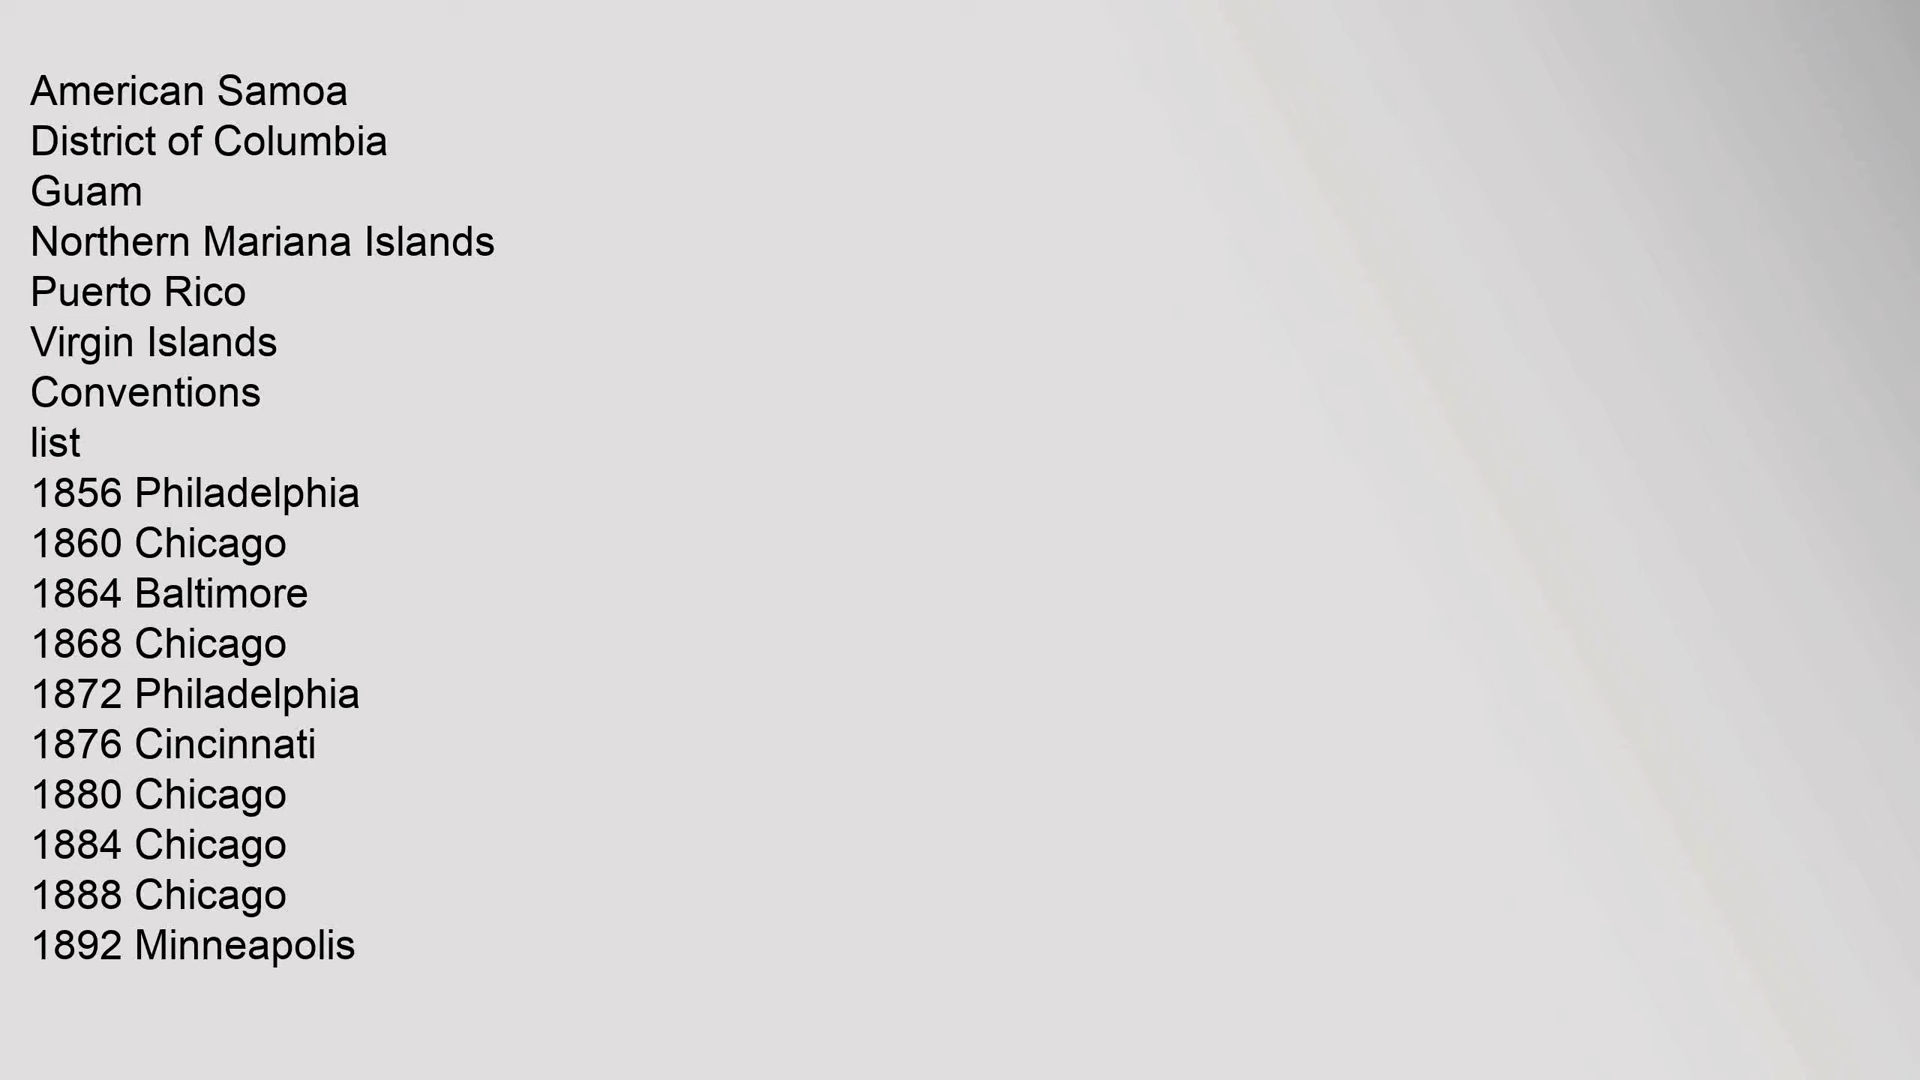 American Samoa
District of Columbia
Guam
Northern Mariana Islands
Puerto Rico
Virgin Islands
Conventions
list
1856 Philadelphia
1860 Chicago
1864 Baltimore
1868 Chicago
1872 Philadelphia
1876 Cincinnati
1880 Chicago
1884 Chicago
1888 Chicago
1892 Minneapolis